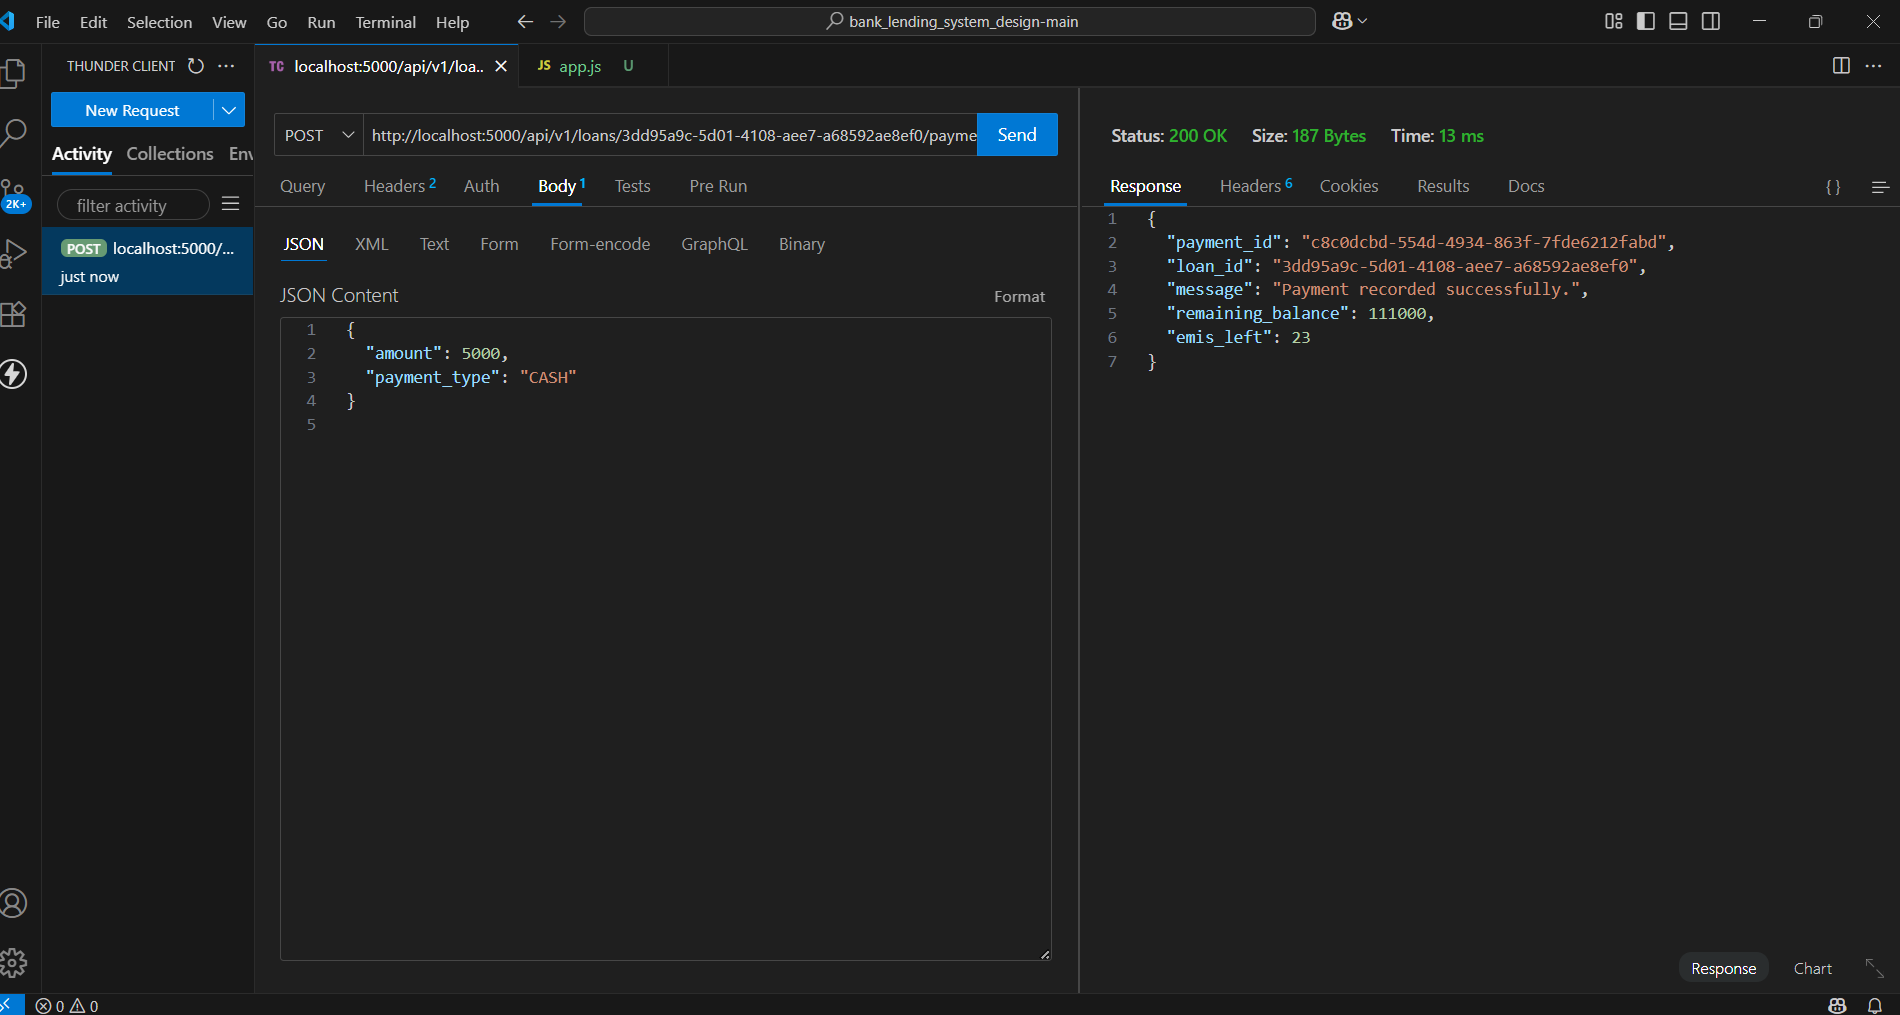 File Edit Selection View Go Run Terminal Help
bank_lending_system_design-main
THUNDER CLIENT
TC localhost:5000/api/v1/loa..
JS app.js U
New Request
Activity Collections Env
filter activity
POST localhost:5000/...
just now
2K+
POST
http://localhost:5000/api/v1/loans/3dd95a9c-5d01-4108-aee7-a68592ae8ef0/payme
Send
Query Headers 2 Auth Body 1 Tests Pre Run
JSON XML Text Form Form-encode GraphQL Binary
JSON Content
Format
1 {
2 "amount": 5000,
3 "payment_type": "CASH"
4 }
5
Status: 200 OK Size: 187 Bytes Time: 13 ms
Response Headers 6 Cookies Results Docs
{ }
1 {
2 "payment_id": "c8c0dcbd-554d-4934-863f-7fde6212fabd",
3 "loan_id": "3dd95a9c-5d01-4108-aee7-a68592ae8ef0",
4 "message": "Payment recorded successfully.",
5 "remaining_balance": 111000,
6 "emis_left": 23
7 }
Response Chart
0 0